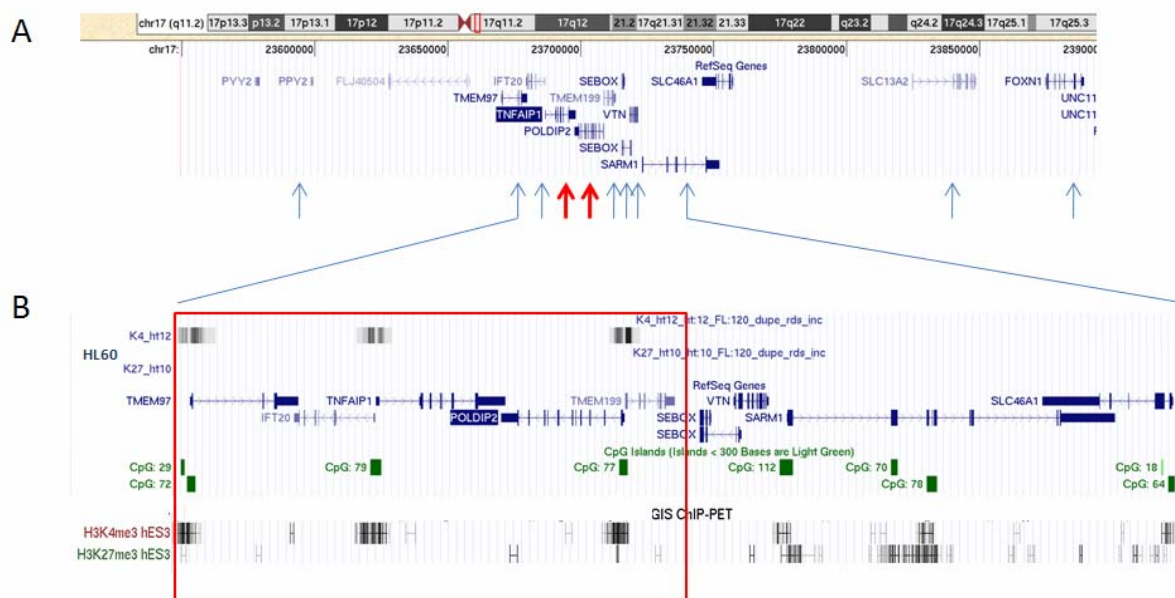 A
chr17 (q11.2) 17p13.3 p13.2 17p13.1 17p12 17p11.2 17q11.2 17q12 21.2 17q21.31 21.32 21.33 17q22 q23.2 q24.2 17q24.3 17q25.1 17q25.3
chr17: 23600000 23650000 23700000 23750000 23800000 23850000 239000
RefSeq Genes
PYY2 PPY2 FLJ40504 IFT20 SEBOX SLC46A1 SLC13A2 FOXN1
TMEM97 TMEM199 UNC11
TNFAIP1 VTN UNC11
POLDIP2
SEBOX
SARM1
B
K4_ht12 K4_ht:12_FL:120_dupe_rds_inc
HL60
K27_ht10 K27_ht10_ht:10_FL:120_dupe_rds_inc
RefSeq Genes
TMEM97 TNFAIP1 TMEM199 VTN SLC46A1
IFT20 POLDIP2 SEBOX SARM1
SEBOX
CpG Islands (Islands < 300 Bases are Light Green)
CpG: 29 CpG: 79 CpG: 77 CpG: 112 CpG: 70 CpG: 18
CpG: 72 CpG: 78 CpG: 64
GIS ChIP-PET
H3K4me3 hES3
H3K27me3 hES3